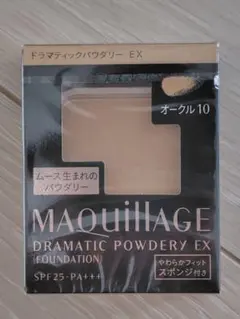 ドラマティックパウダリー EX
オークル10
ムース生まれの
パウダリー
MAQuillAGE
DRAMATIC POWDERY EX
(FOUNDATION)
SPF25・PA+++
やわらかフィット
スポンジ付き